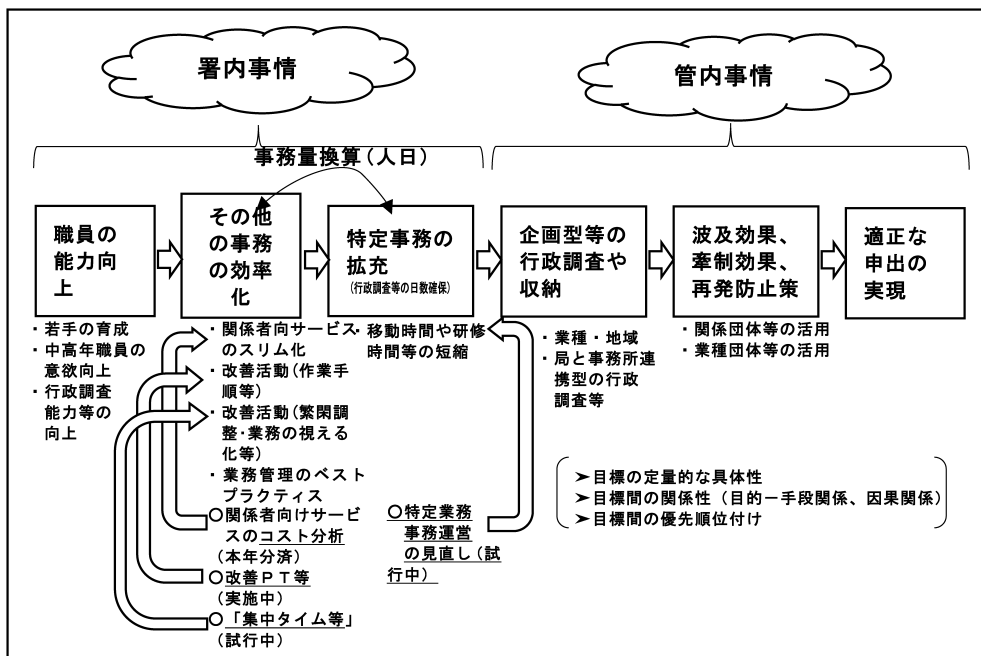 署内事情
管内事情
事務量換算(人日)
職員の
能力向
上
その他
の事務
の効率
化
特定事務の
拡充
(行政調査等の日数確保)
企画型等の
行政調査や
収納
波及効果、
牽制効果、
再発防止策
適正な
申出の
実現
・若手の育成
・中高年職員の
意欲向上
・行政調査
能力等の
向上
・関係者向サービス
のスリム化
・改善活動(作業手
順等)
・改善活動(繁閑調
整・業務の視える
化等)
・業務管理のベスト
プラクティス
○関係者向けサービ
スのコスト分析
(本年分済)
○改善PT等
(実施中)
○「集中タイム等」
(試行中)
・移動時間や研修
時間等の短縮
○特定業務
事務運営
の見直し(試
行中)
・業種・地域
・局と事務所連
携型の行政
調査等
・関係団体等の活用
・業種団体等の活用
➤目標の定量的な具体性
➤目標間の関係性(目的-手段関係、因果関係)
➤目標間の優先順位付け